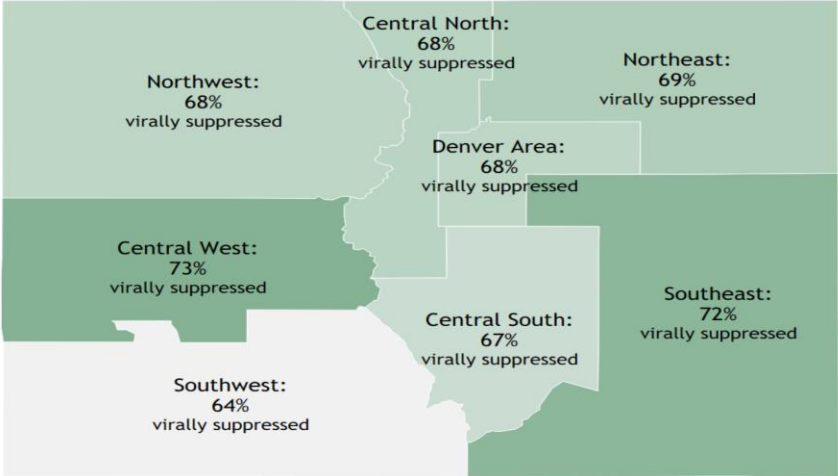 Central North:
68%
virally suppressed
Northwest:
68%
virally suppressed
Northeast:
69%
virally suppressed
Denver Area:
68%
virally suppressed
Central West:
73%
virally suppressed
Southeast:
72%
virally suppressed
Central South:
67%
virally suppressed
Southwest:
64%
virally suppressed